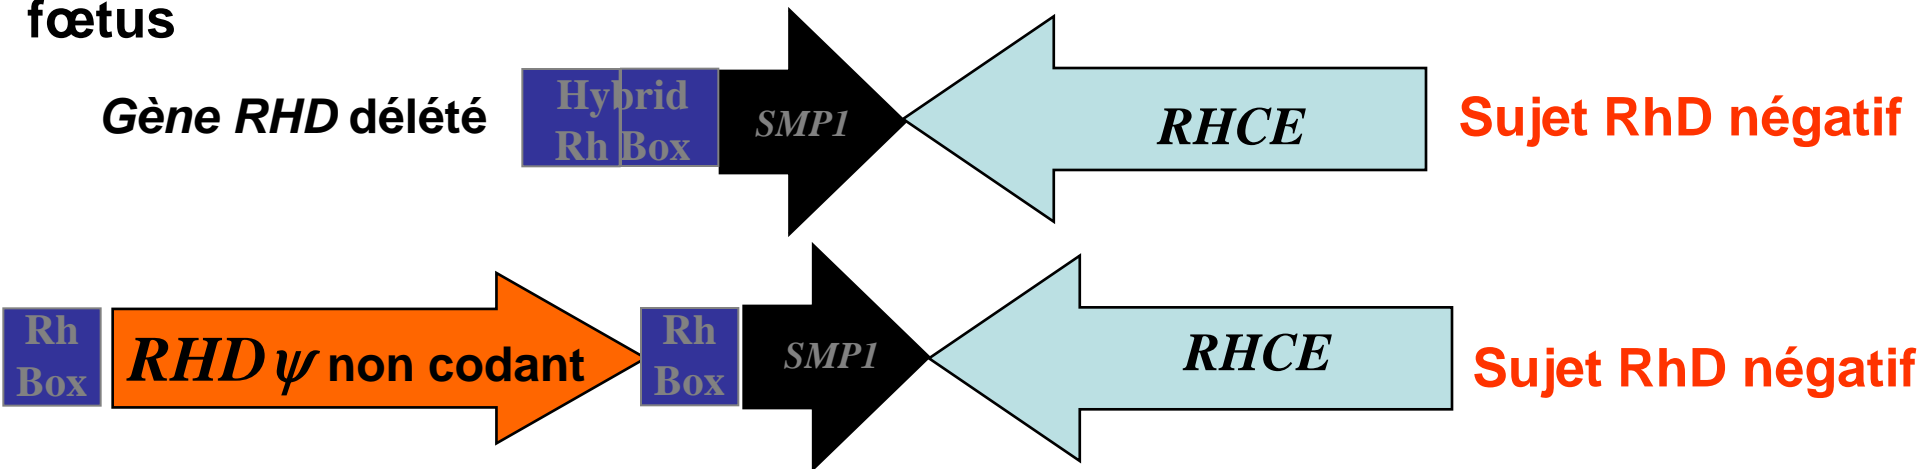 fœtus
Gène RHD délété Hybrid Rh Box SMP1 RHCE Sujet RhD négatif
Rh Box RHD ψ non codant Rh Box SMP1 RHCE Sujet RhD négatif